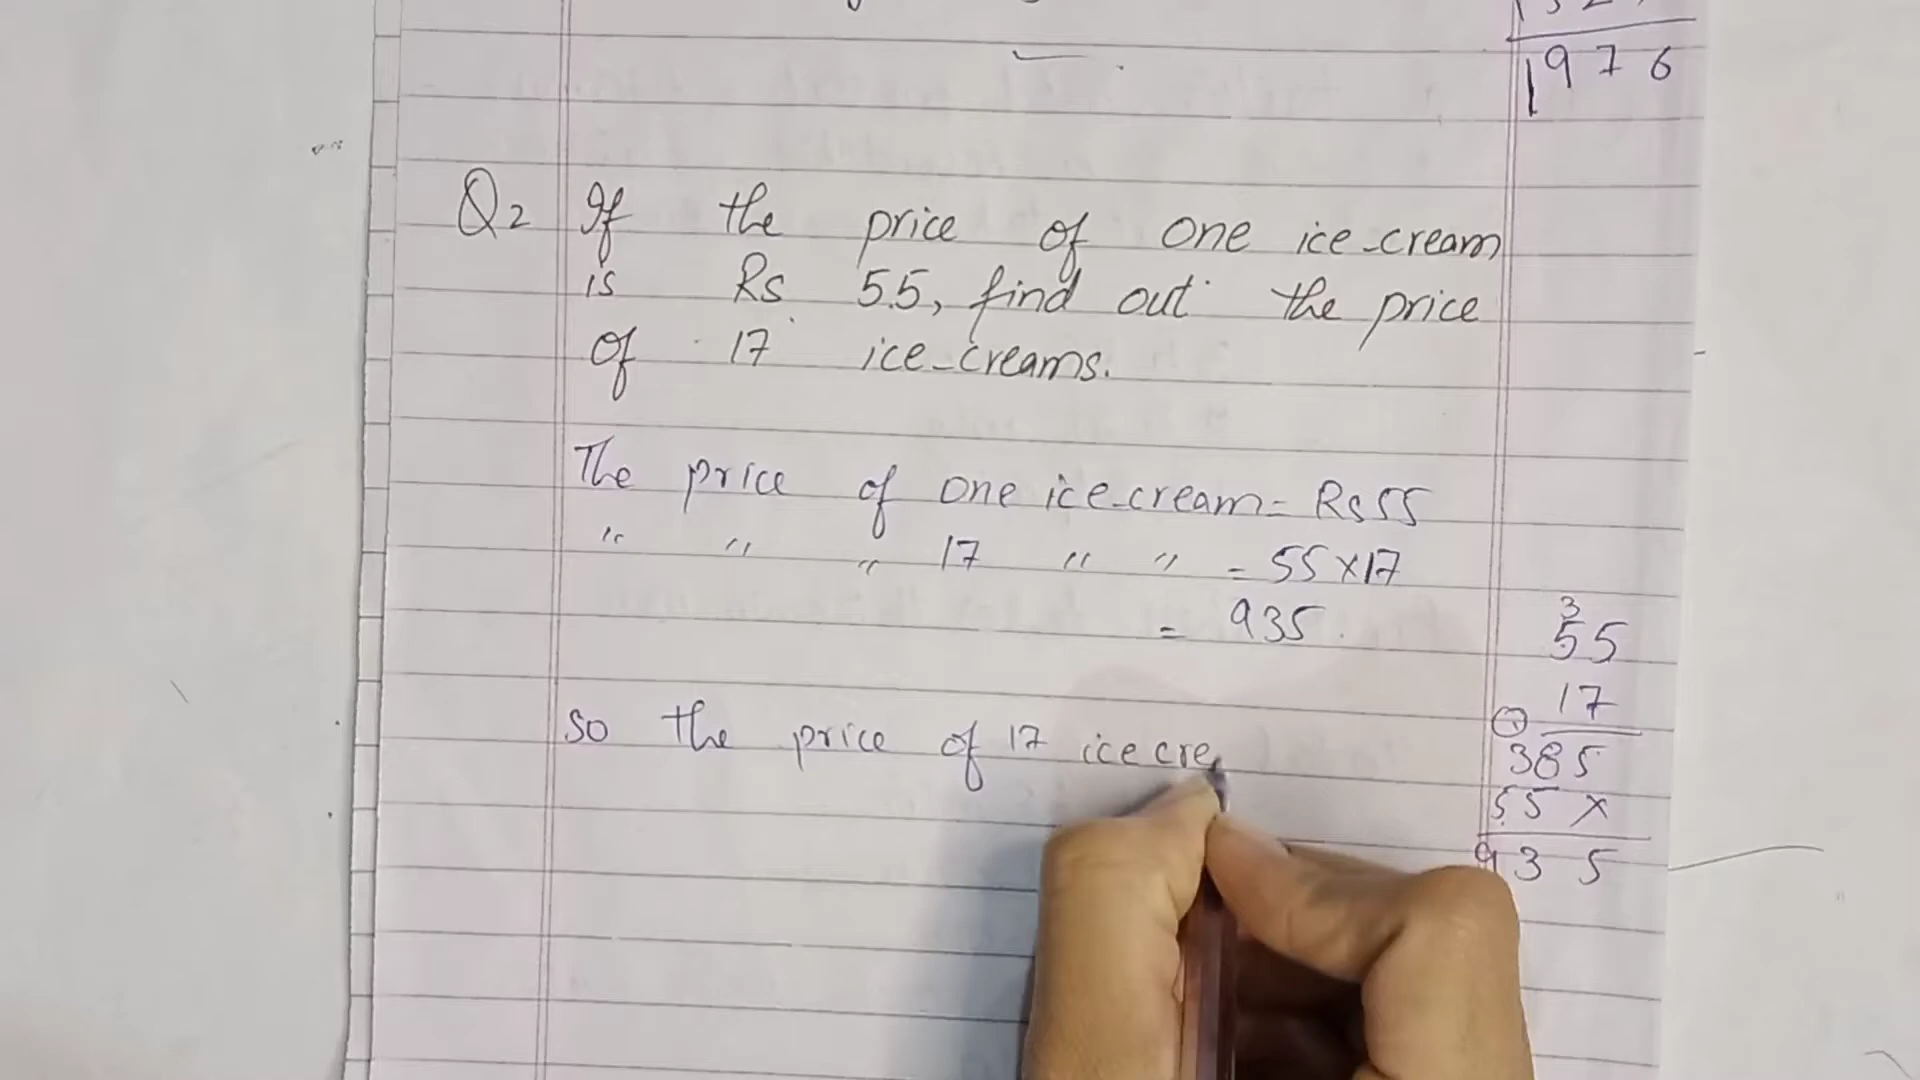 1976
Q2 If the price of one ice-cream
is Rs 55, find out the price
of 17 ice-creams.
The price of one ice-cream = Rs 55
" " " 17 " " = 55×17
= 935
3
55
17
so the price of 17 ice cre
+
385
55×
935